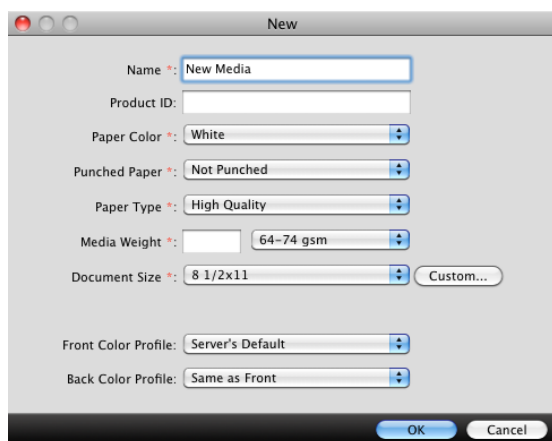 New
Name *: New Media
Product ID:
Paper Color *: White
Punched Paper *: Not Punched
Paper Type *: High Quality
Media Weight *: 64-74 gsm
Document Size *: 8 1/2x11 Custom...
Front Color Profile: Server's Default
Back Color Profile: Same as Front
OK Cancel